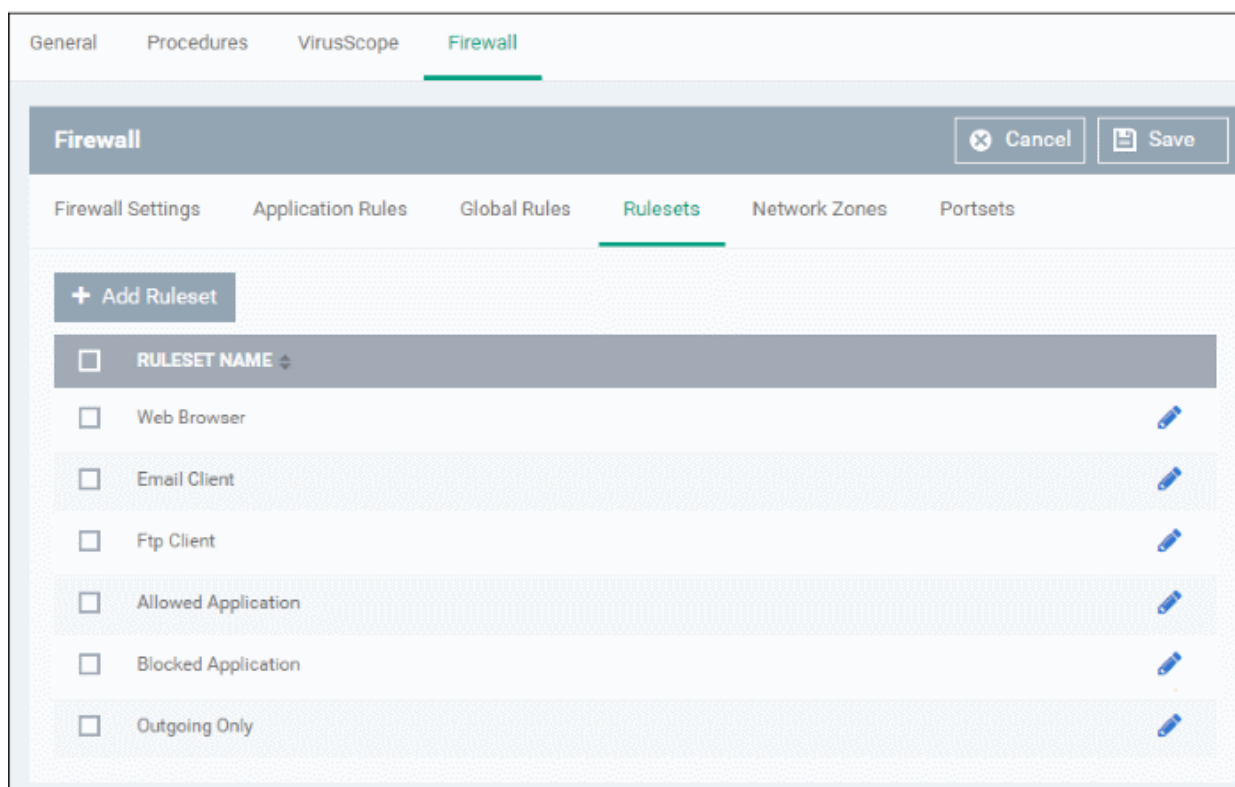 General Procedures VirusScope Firewall
Firewall Cancel Save
Firewall Settings Application Rules Global Rules Rulesets Network Zones Portsets
+ Add Ruleset
RULESET NAME
Web Browser
Email Client
Ftp Client
Allowed Application
Blocked Application
Outgoing Only